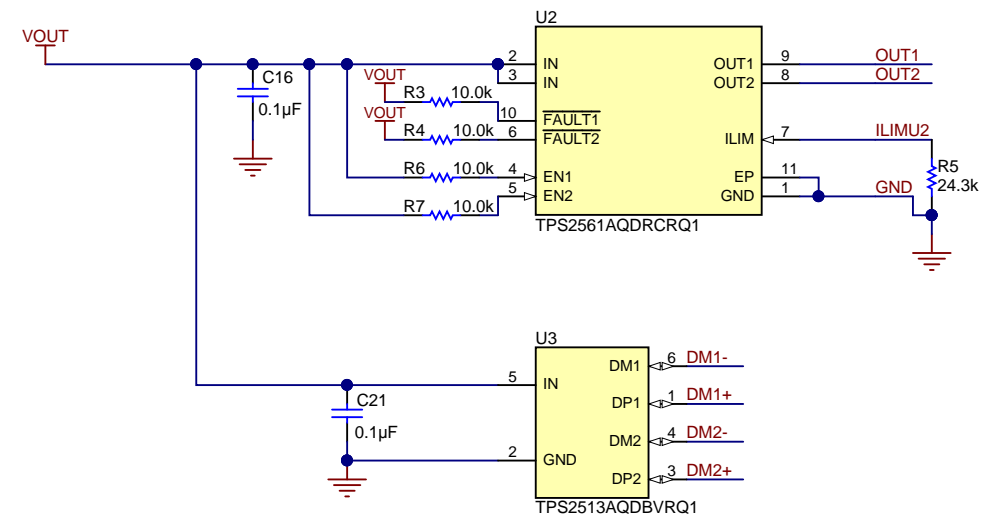 U2
VOUT
2 IN
3 IN
OUT1 9 OUT1
OUT2 8 OUT2
C16
0.1µF
VOUT
R3 10.0k
10 FAULT1
VOUT
R4 10.0k
6 FAULT2
ILIM 7 ILIMU2
R6 10.0k
4 EN1
EP 11
R5
24.3k
R7 10.0k
5 EN2
GND 1 GND
TPS2561AQDRCRQ1
U3
DM1 6 DM1-
5 IN
DP1 1 DM1+
C21
0.1µF
DM2 4 DM2-
2 GND
DP2 3 DM2+
TPS2513AQDBVRQ1